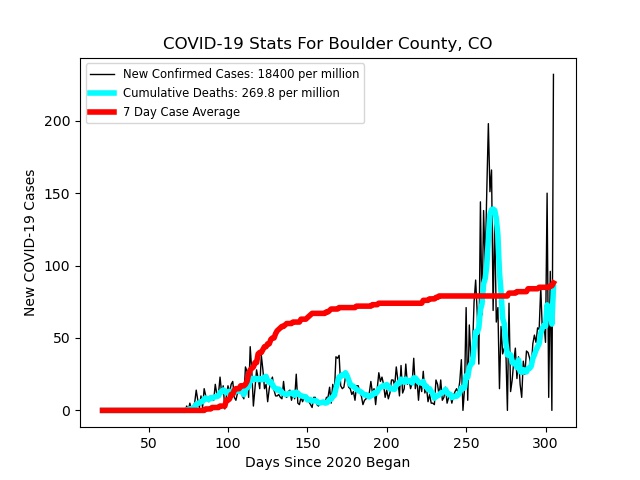 COVID-19 Stats For Boulder County, CO
New Confirmed Cases: 18400 per million
Cumulative Deaths: 269.8 per million
7 Day Case Average
New COVID-19 Cases
200
150
100
50
0
50
100
150
200
250
300
Days Since 2020 Began